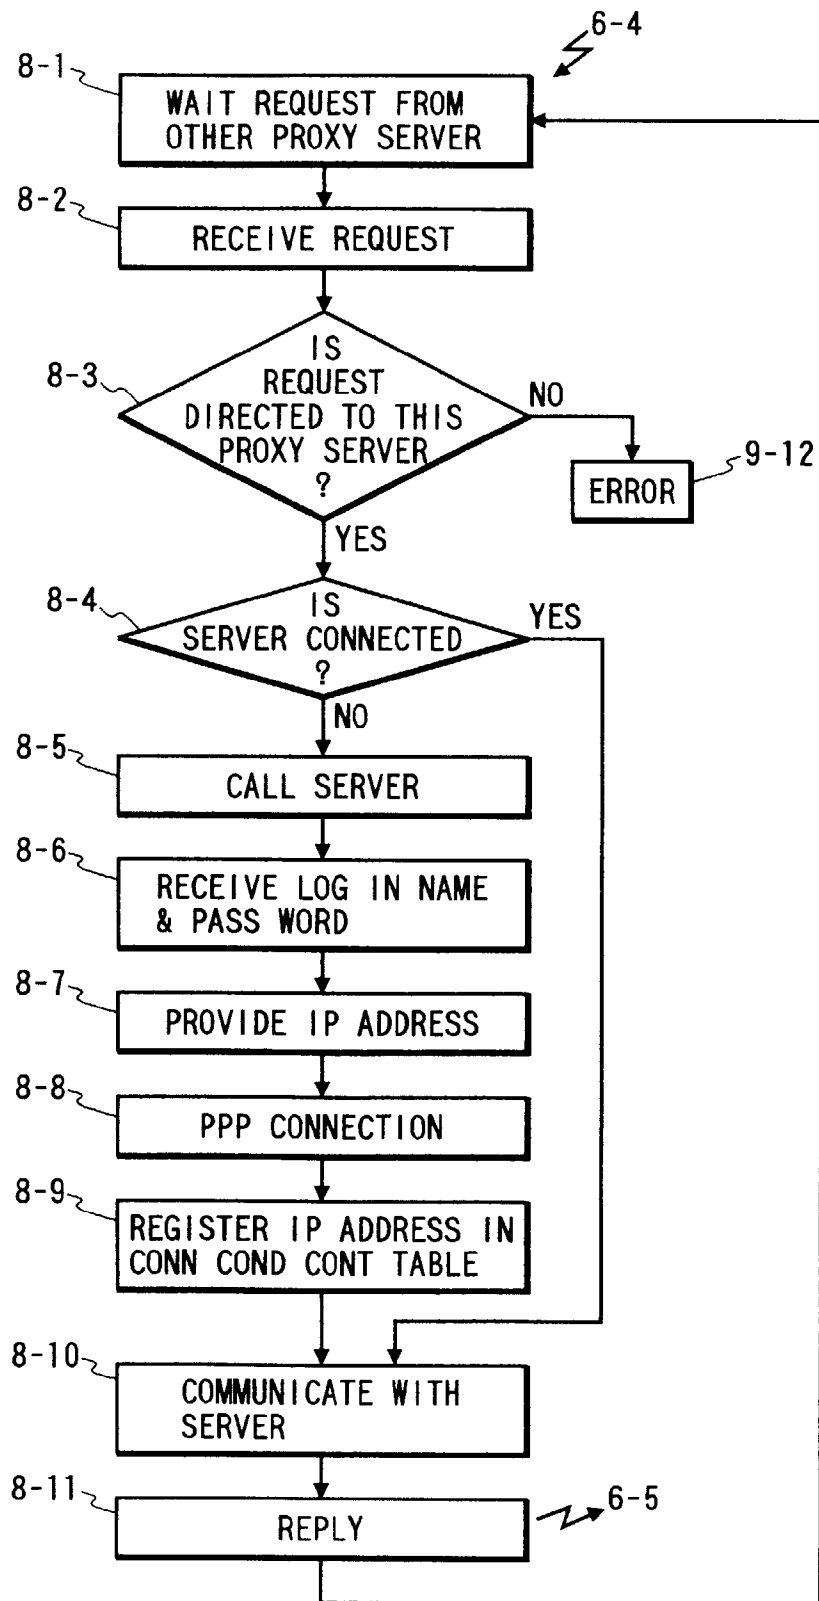 6-4
8-1
WAIT REQUEST FROM
OTHER PROXY SERVER
8-2
RECEIVE REQUEST
8-3
IS
REQUEST
DIRECTED TO THIS
PROXY SERVER
?
NO
9-12
ERROR
YES
8-4
IS
SERVER CONNECTED
?
YES
NO
8-5
CALL SERVER
8-6
RECEIVE LOG IN NAME
& PASS WORD
8-7
PROVIDE IP ADDRESS
8-8
PPP CONNECTION
8-9
REGISTER IP ADDRESS IN
CONN COND CONT TABLE
8-10
COMMUNICATE WITH
SERVER
8-11
REPLY
6-5